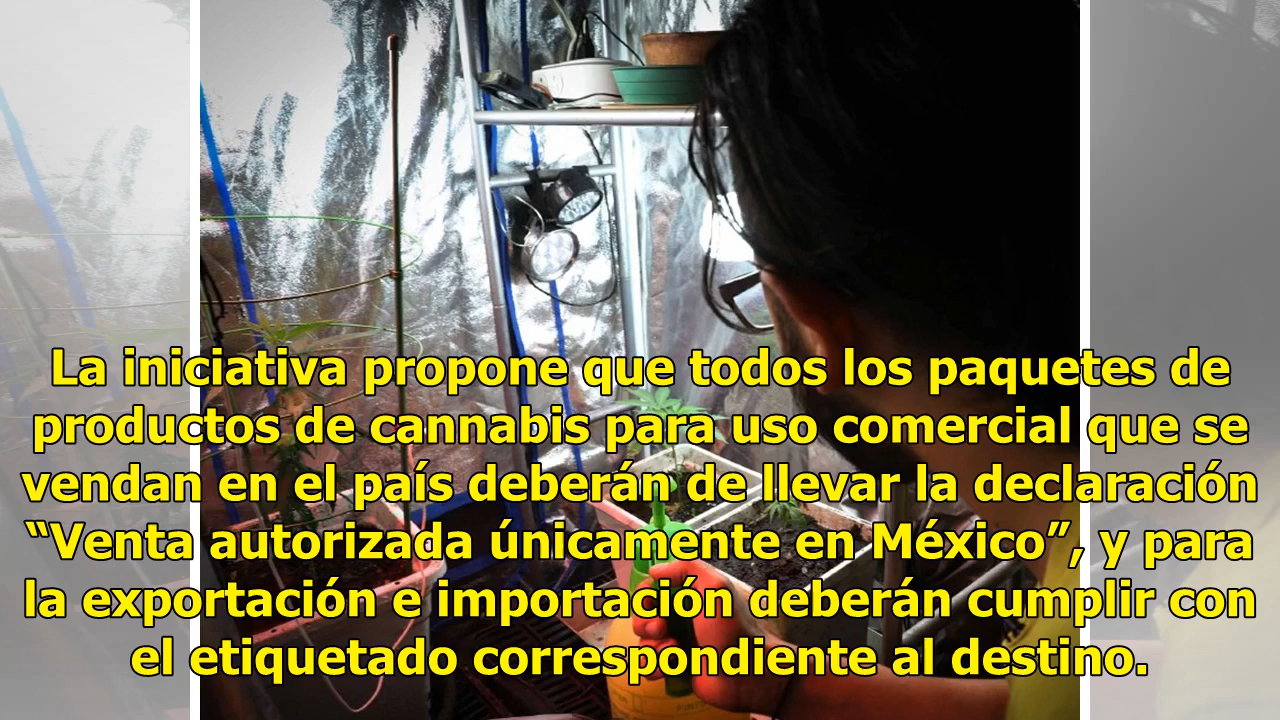 La iniciativa propone que todos los paquetes de
productos de cannabis para uso comercial que se
vendan en el país deberán de llevar la declaración
“Venta autorizada únicamente en México”, y para
la exportación e importación deberán cumplir con
el etiquetado correspondiente al destino.